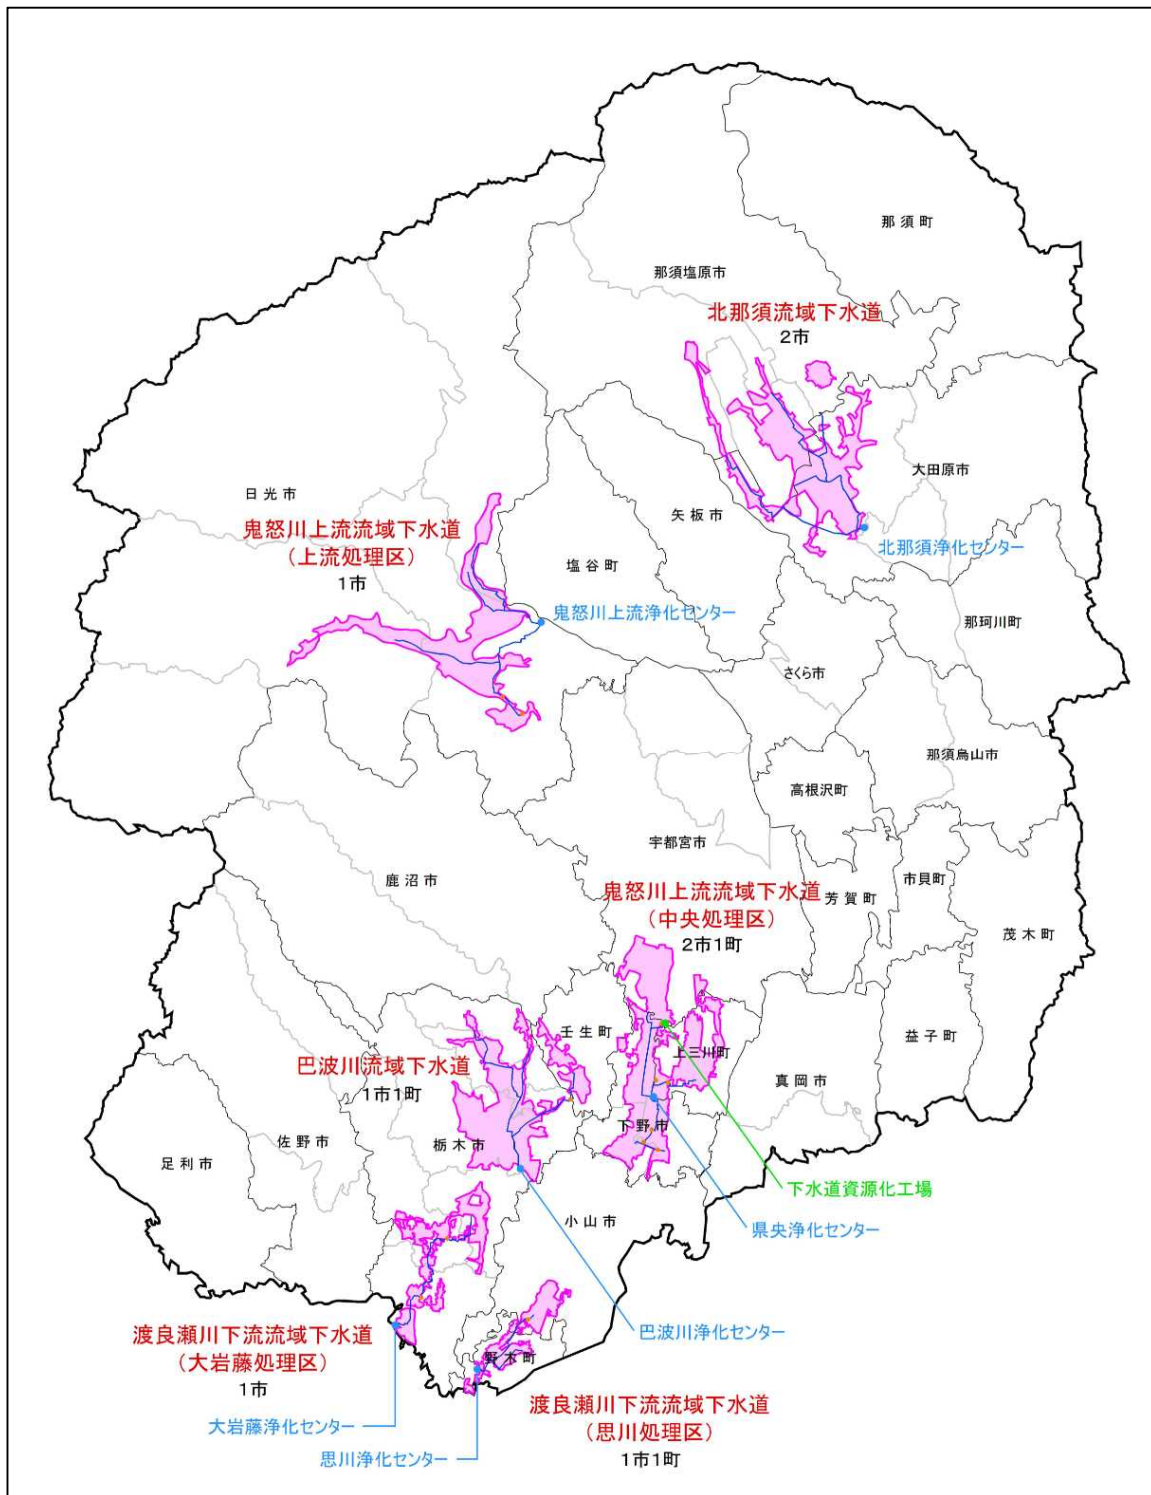 那須町
那須塩原市
北那須流域下水道
2市
大田原市
日光市
矢板市
鬼怒川上流流域下水道
（上流処理区）
1市
北那須浄化センター
塩谷町
鬼怒川上流浄化センター
那珂川町
さくら市
那須烏山市
高根沢町
宇都宮市
鹿沼市
市貝町
鬼怒川上流流域下水道
（中央処理区）
2市1町
芳賀町
茂木町
壬生町
益子町
上三川町
巴波川流域下水道
1市1町
真岡市
下野市
佐野市
栃木市
足利市
下水道資源化工場
小山市
県央浄化センター
巴波川浄化センター
渡良瀬川下流流域下水道
（大岩藤処理区）
1市
野木町
渡良瀬川下流流域下水道
（思川処理区）
1市1町
大岩藤浄化センター
思川浄化センター